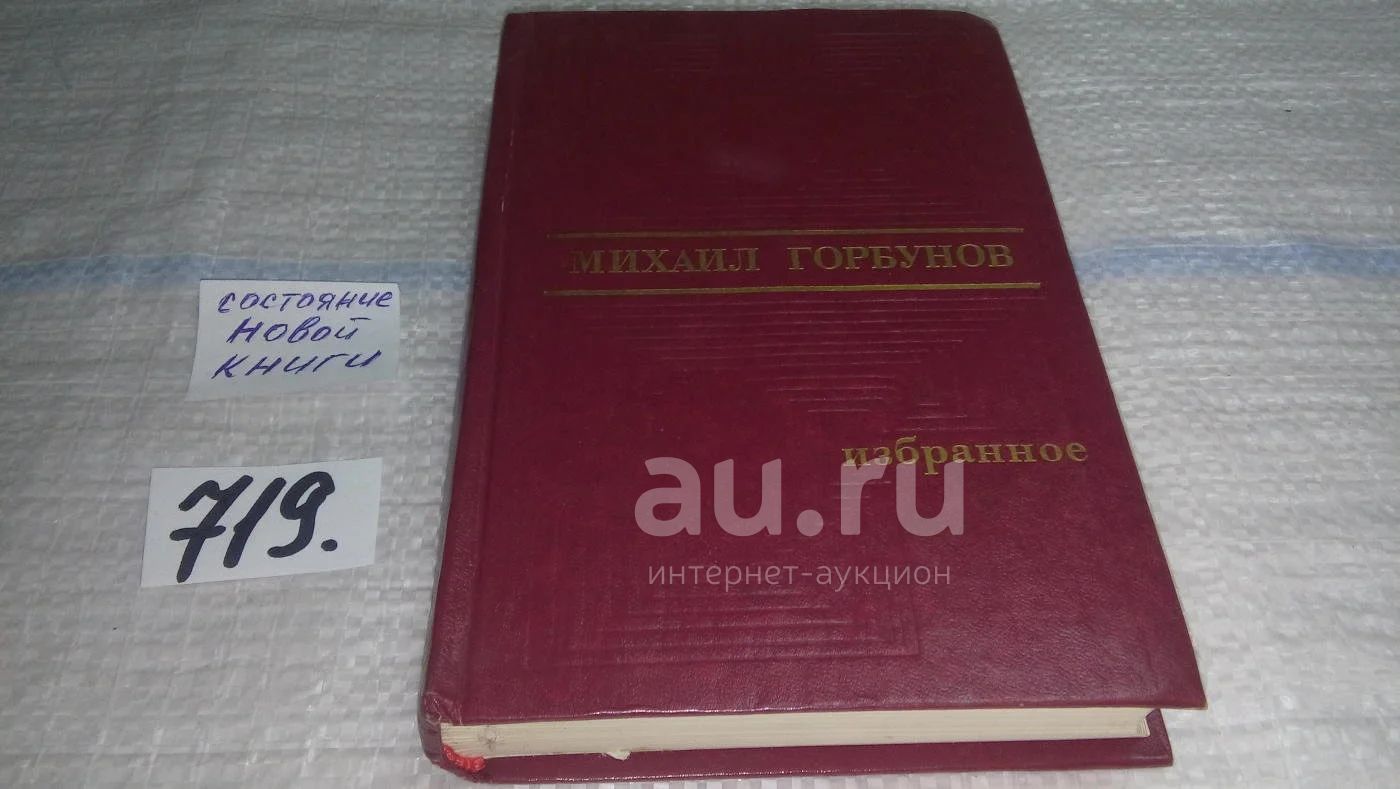 МИХАИЛ ГОРБУНОВ
избранное
состояние
новой
книги
719.
au.ru
интернет-аукцион